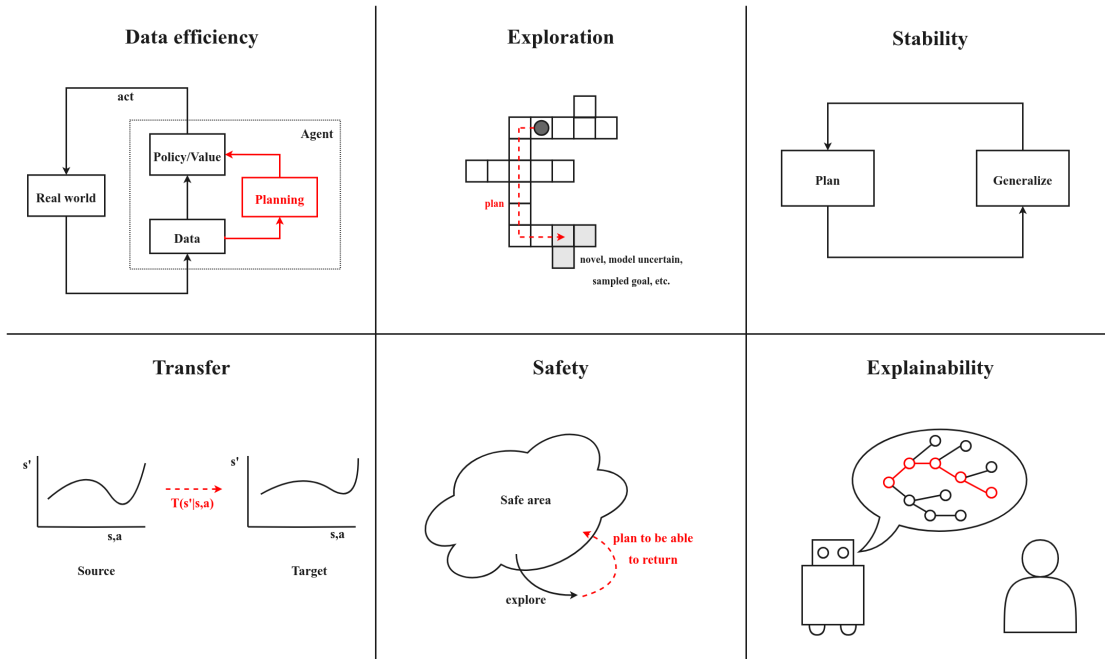 Data efficiency
act
Agent
Policy/Value
Real world
Planning
Data
Exploration
plan
novel, model uncertain,
sampled goal, etc.
Stability
Plan
Generalize
Transfer
s'
s,a
Source
T(s'|s,a)
s'
s,a
Target
Safety
Safe area
plan to be able
to return
explore
Explainability